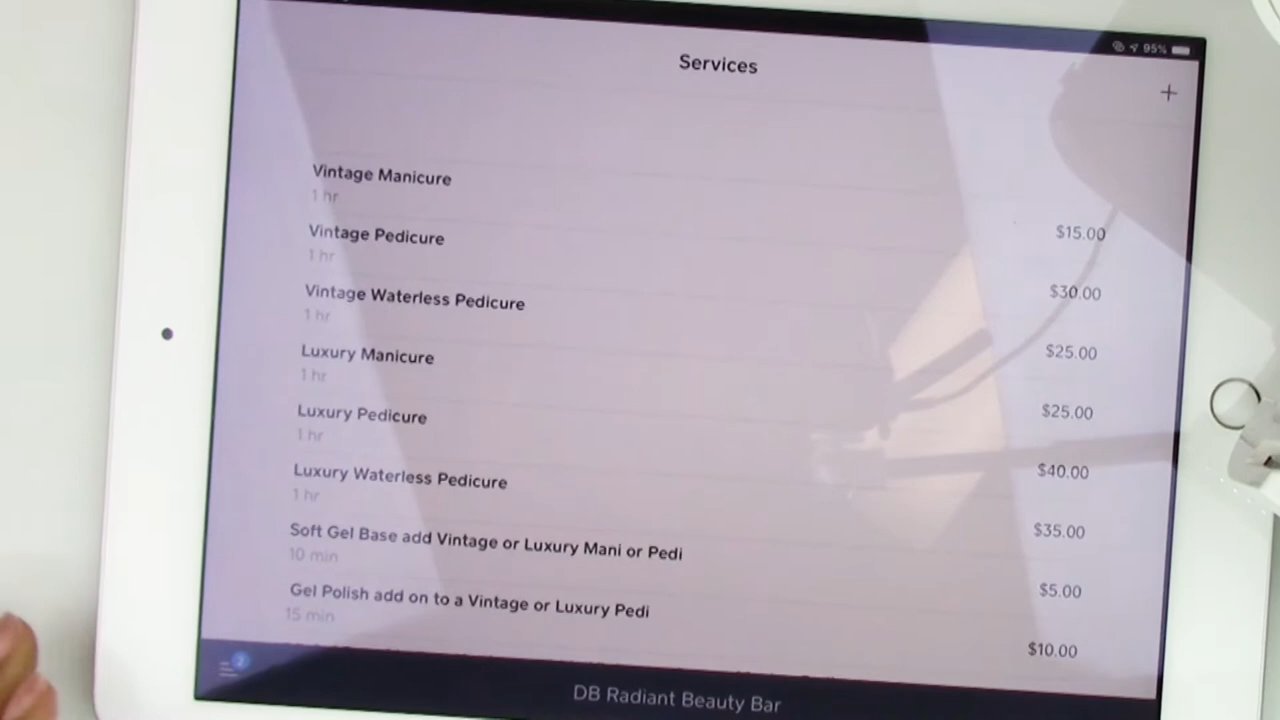 95%
Services
+
Vintage Manicure
1 hr
$15.00
Vintage Pedicure
1 hr
$30.00
Vintage Waterless Pedicure
1 hr
$25.00
Luxury Manicure
1 hr
$25.00
Luxury Pedicure
1 hr
$40.00
Luxury Waterless Pedicure
1 hr
$35.00
Soft Gel Base add Vintage or Luxury Mani or Pedi
10 min
$5.00
Gel Polish add on to a Vintage or Luxury Pedi
15 min
$10.00
2
DB Radiant Beauty Bar